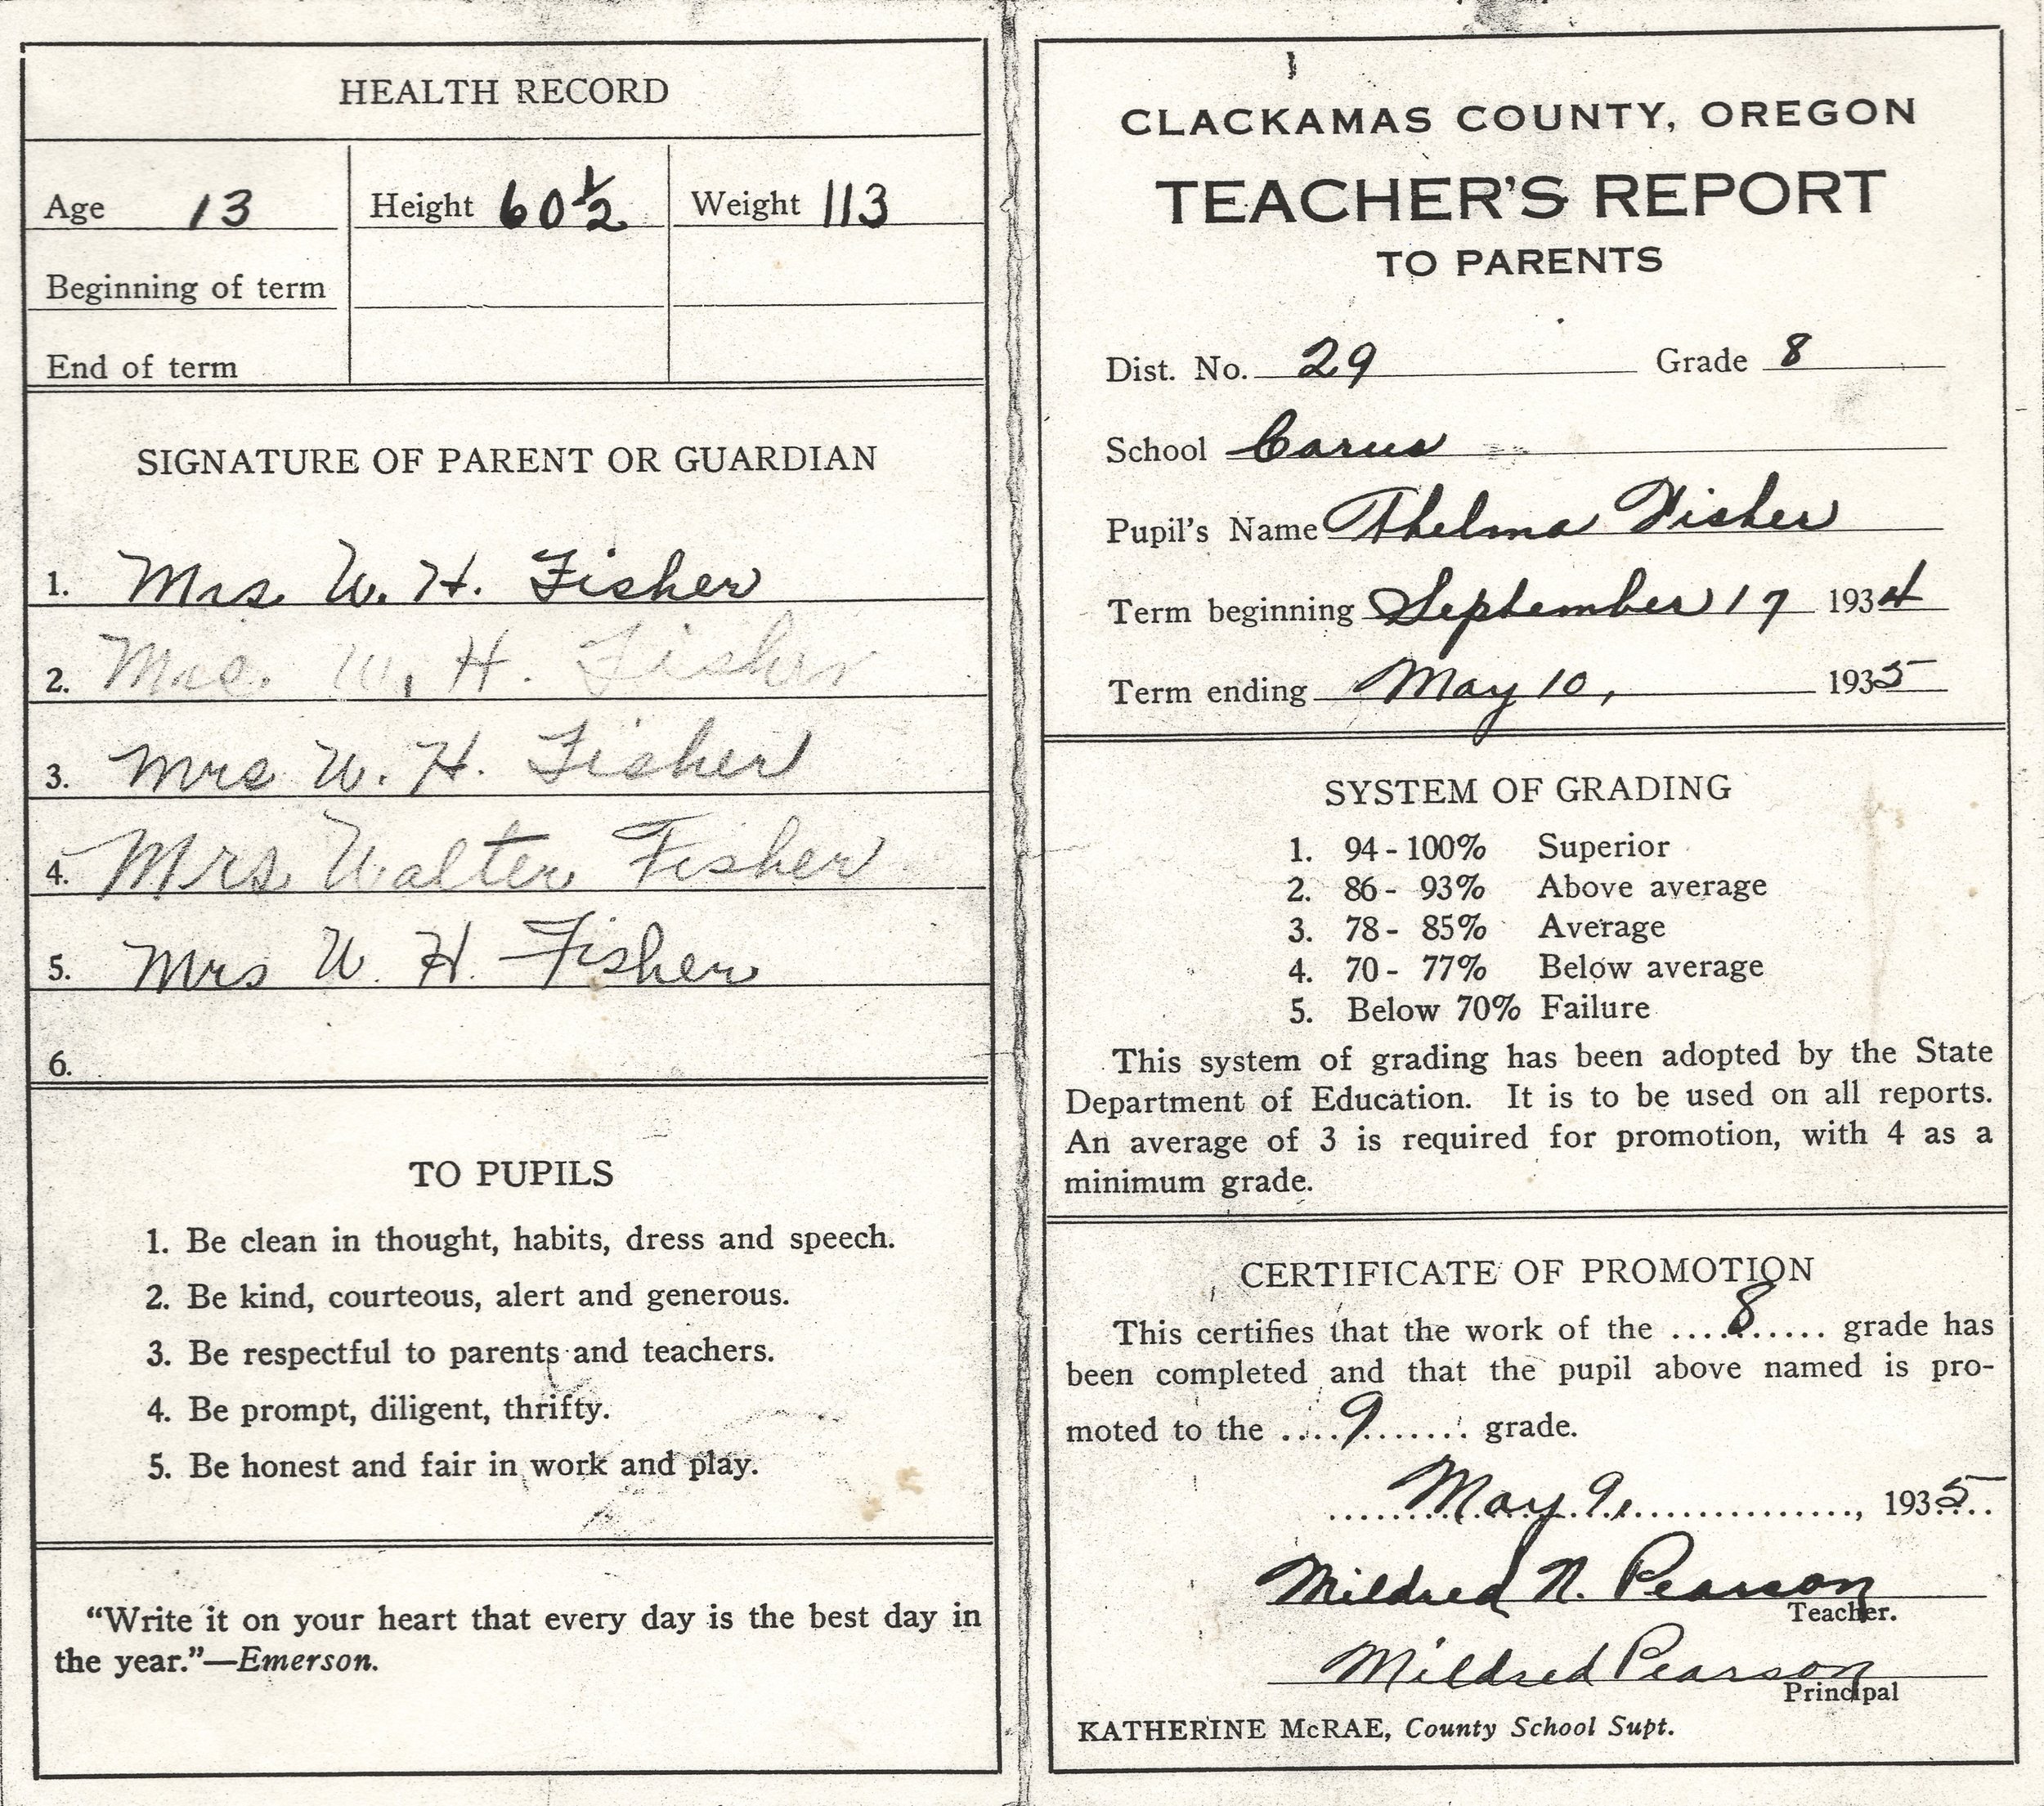 HEALTH RECORD
Age 13 Height 60 ½ Weight 113
Beginning of term
End of term
SIGNATURE OF PARENT OR GUARDIAN
1. Mrs. W. H. Fisher
2. Mrs. W. H. Fisher
3. Mrs W. H. Fisher
4. Mrs Walter Fisher
5. Mrs W. H. Fisher
6.
TO PUPILS
1. Be clean in thought, habits, dress and speech.
2. Be kind, courteous, alert and generous.
3. Be respectful to parents and teachers.
4. Be prompt, diligent, thrifty.
5. Be honest and fair in work and play.
"Write it on your heart that every day is the best day in
the year."—Emerson.
CLACKAMAS COUNTY, OREGON
TEACHER'S REPORT
TO PARENTS
Dist. No. 29 Grade 8
School Carus
Pupil's Name Thelma Fisher
Term beginning September 17 1934
Term ending May 10, 1935
SYSTEM OF GRADING
1. 94-100% Superior
2. 86- 93% Above average
3. 78- 85% Average
4. 70- 77% Below average
5. Below 70% Failure
This system of grading has been adopted by the State
Department of Education. It is to be used on all reports.
An average of 3 is required for promotion, with 4 as a
minimum grade.
CERTIFICATE OF PROMOTION
This certifies that the work of the ....8...... grade has
been completed and that the pupil above named is pro-
moted to the ....9........ grade.
May 9, 1935
Mildred N. Pearson
Teacher.
Mildred Pearson
Principal
KATHERINE McRAE, County School Supt.